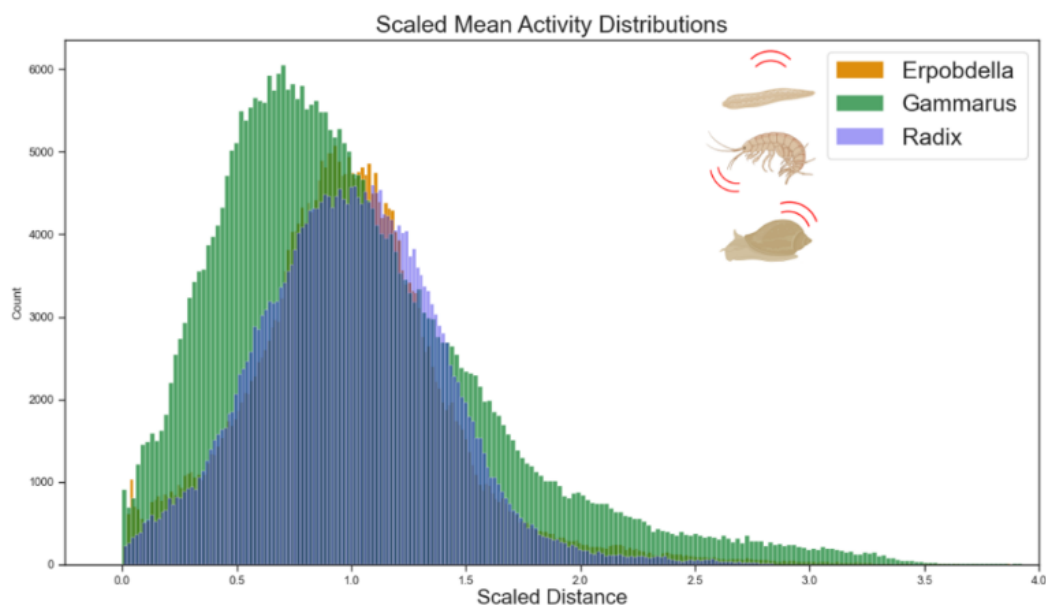 Scaled Mean Activity Distributions
Erpobdella
Gammarus
Radix
6000
5000
4000
3000
2000
1000
0
Count
0.0 0.5 1.0 1.5 2.0 2.5 3.0 3.5 4.0
Scaled Distance